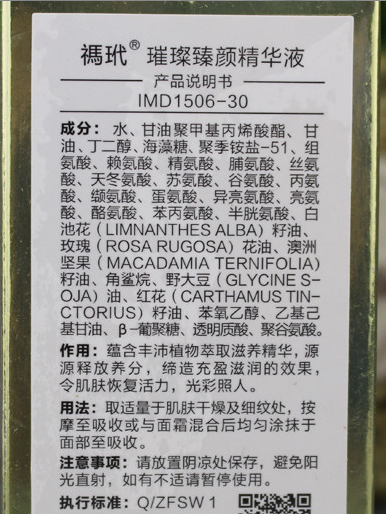 禡玳® 璀璨臻颜精华液
产品说明书
IMD1506-30
成分：水、甘油聚甲基丙烯酸酯、甘
油、丁二醇、海藻糖、聚季铵盐-51、组
氨酸、赖氨酸、精氨酸、脯氨酸、丝氨
酸、天冬氨酸、苏氨酸、谷氨酸、丙氨
酸、缬氨酸、蛋氨酸、异亮氨酸、亮氨
酸、酪氨酸、苯丙氨酸、半胱氨酸、白
池花（LIMNANTHES ALBA）籽油、
玫瑰（ROSA RUGOSA）花油、澳洲
坚果（MACADAMIA TERNIFOLIA）
籽油、角鲨烷、野大豆（GLYCINE S-
OJA）油、红花（CARTHAMUS TIN-
CTORIUS）籽油、苯氧乙醇、乙基己
基甘油、β-葡聚糖、透明质酸、聚谷氨酸。
作用：蕴含丰沛植物萃取滋养精华，源
源释放养分，缔造充盈滋润的效果，
令肌肤恢复活力，光彩照人。
用法：取适量于肌肤干燥及细纹处，按
摩至吸收或与面霜混合后均匀涂抹于
面部至吸收。
注意事项：请放置阴凉处保存，避免阳
光直射，如有不适请暂停使用。
执行标准：Q/ZFSW 1